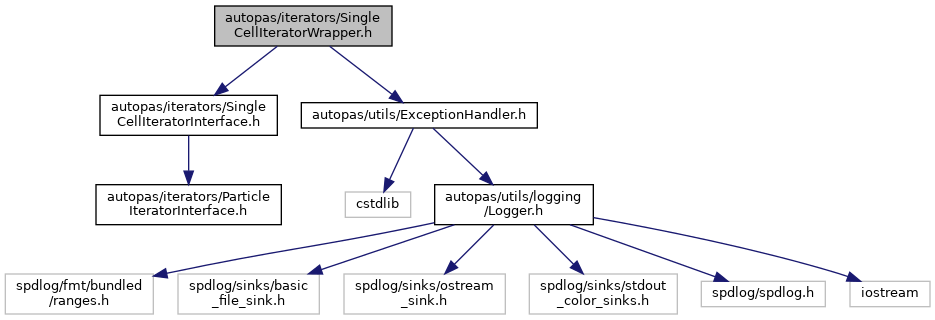 autopas/iterators/Single
CellIteratorWrapper.h
autopas/iterators/Single
CellIteratorInterface.h
autopas/utils/ExceptionHandler.h
autopas/iterators/Particle
IteratorInterface.h
cstdlib
autopas/utils/logging
/Logger.h
spdlog/fmt/bundled
/ranges.h
spdlog/sinks/basic
_file_sink.h
spdlog/sinks/ostream
_sink.h
spdlog/sinks/stdout
_color_sinks.h
spdlog/spdlog.h
iostream